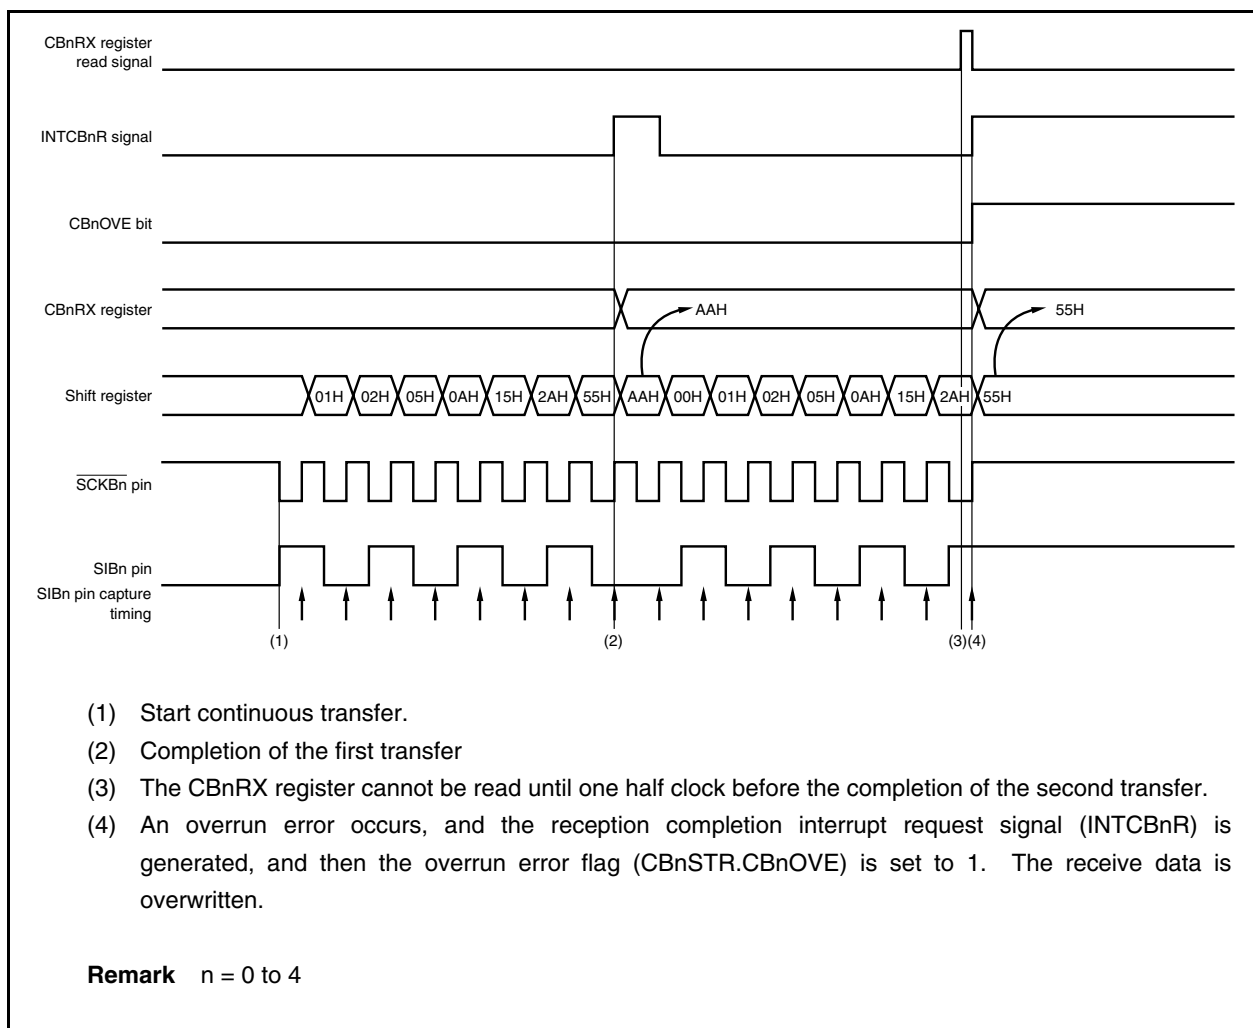 CBnRX register
read signal
INTCBnR signal
CBnOVE bit
CBnRX register
AAH
55H
Shift register
01H 02H 05H 0AH 15H 2AH 55H AAH 00H 01H 02H 05H 0AH 15H 2AH 55H
SCKBn pin
SIBn pin
SIBn pin capture
timing
(1) (2) (3)(4)
(1) Start continuous transfer.
(2) Completion of the first transfer
(3) The CBnRX register cannot be read until one half clock before the completion of the second transfer.
(4) An overrun error occurs, and the reception completion interrupt request signal (INTCBnR) is
generated, and then the overrun error flag (CBnSTR.CBnOVE) is set to 1. The receive data is
overwritten.
Remark n = 0 to 4